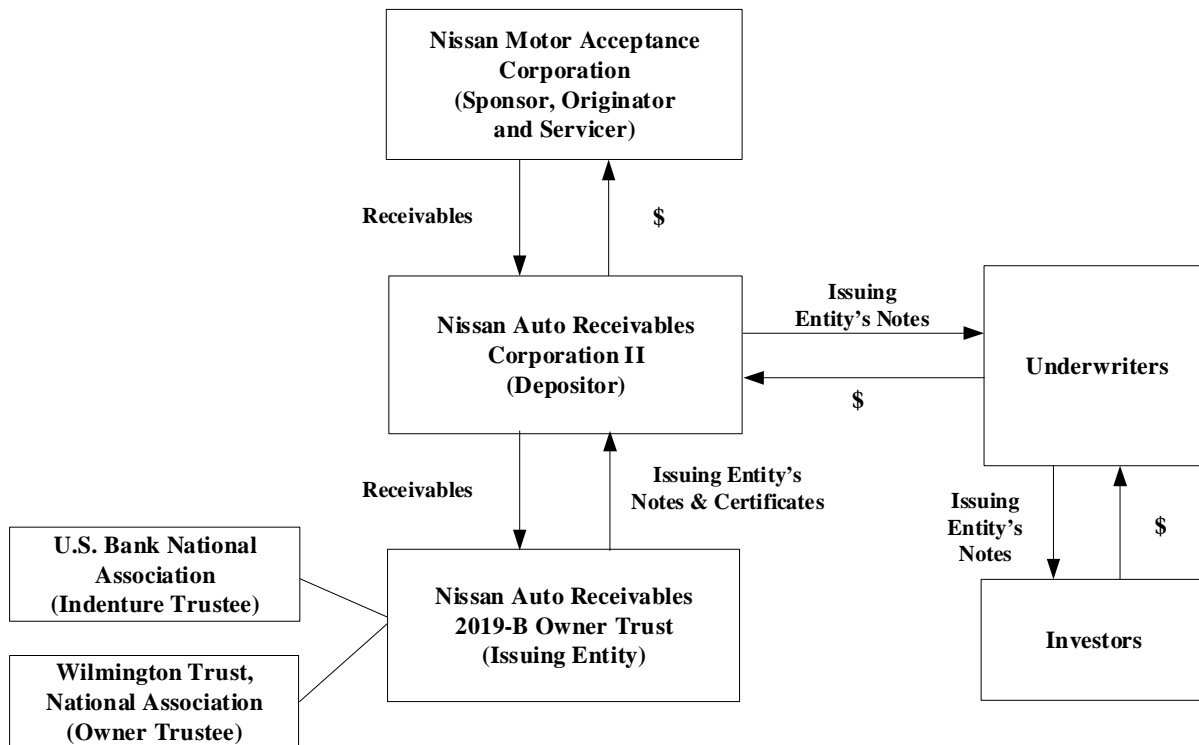 Nissan Motor Acceptance
Corporation
(Sponsor, Originator
and Servicer)
Receivables
$
Nissan Auto Receivables
Corporation II
(Depositor)
Issuing
Entity's Notes
$
Underwriters
Receivables
Issuing Entity's
Notes & Certificates
Issuing
Entity's
Notes
$
U.S. Bank National
Association
(Indenture Trustee)
Nissan Auto Receivables
2019-B Owner Trust
(Issuing Entity)
Investors
Wilmington Trust,
National Association
(Owner Trustee)